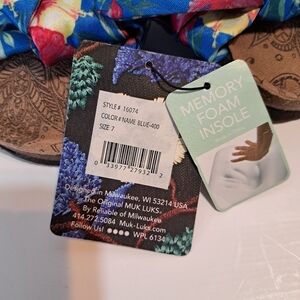 STYLE# 16074
COLOR#/NAME BLUE-400
SIZE 7
0 33977 27932 2
Designed in Milwaukee, WI 53214 USA
The Original MUK LUKS®
By Reliable of Milwaukee
414.272.5084 Muk-Luks.com
Follow Us!
WPL 6134
MEMORY
FOAM
INSOLE